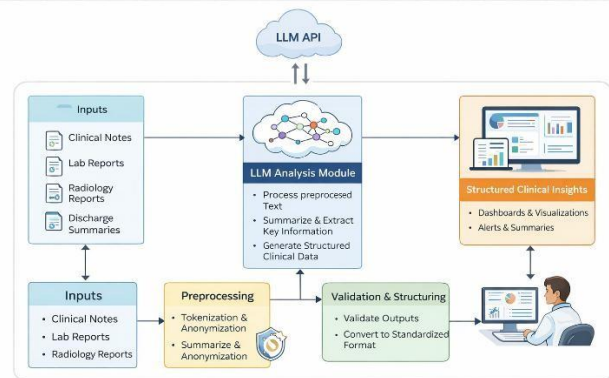 LLM API
Inputs
Clinical Notes
Lab Reports
Radiology
Reports
Discharge
Summaries
LLM Analysis Module
• Process preprocesed
Text
• Summarize & Extract
Key Information
• Generate Structured
Clinical Data
Structured Clinical Insights
• Dashboards & Visualizations
• Alerts & Summaries
Inputs
• Clinical Notes
• Lab Reports
• Radiology Reports
Preprocessing
• Tokenization &
Anonymization
• Summarize &
Anonymization
Validation & Structuring
• Validate Outputs
• Convert to Standardized
Format